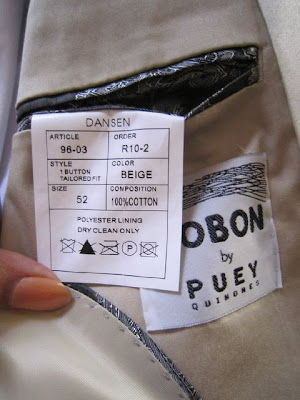 DANSEN
ARTICLE ORDER
96-03 R10-2
STYLE COLOR
1 BUTTON
TAILORED FIT BEIGE
SIZE COMPOSITION
52 100%COTTON
POLYESTER LINING
DRY CLEAN ONLY
P
OBON
by
PUEY
QUINONES